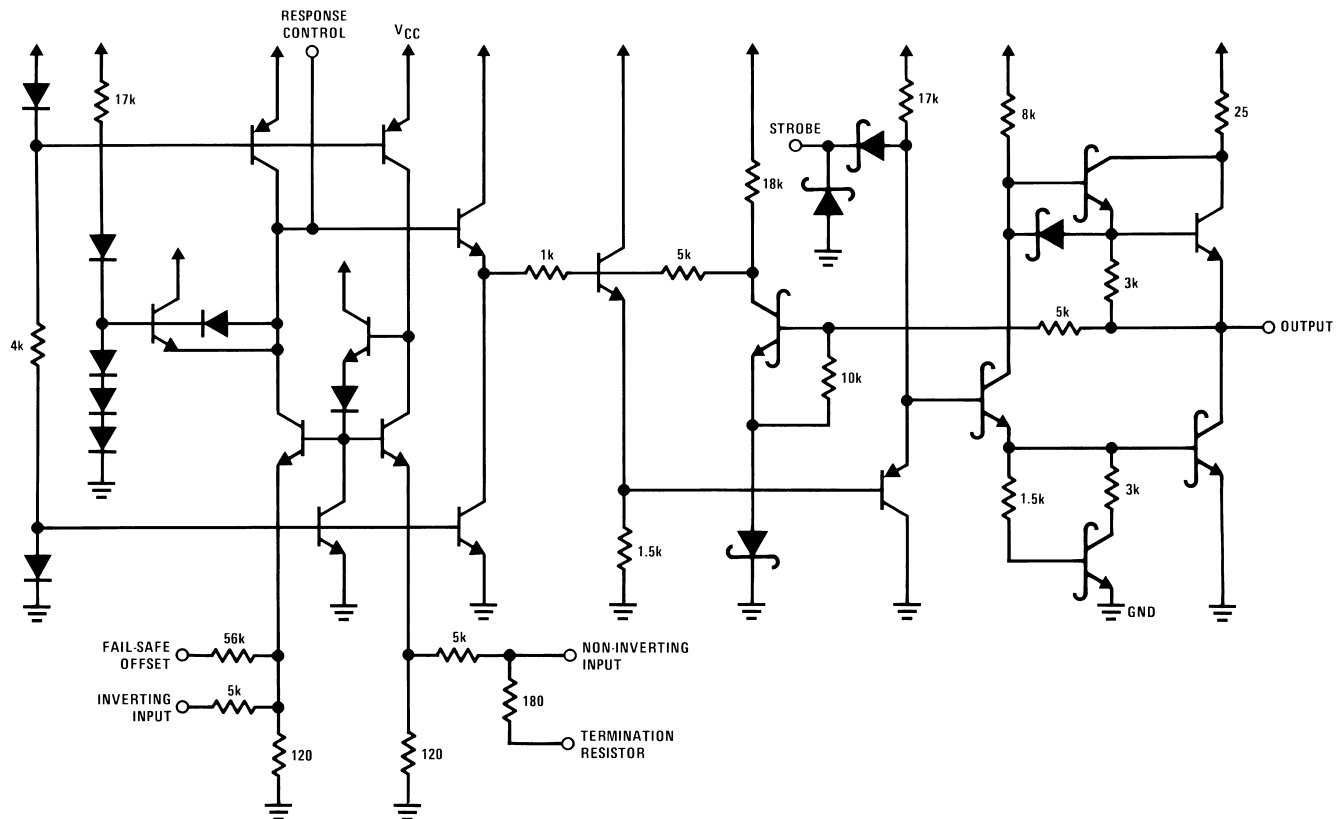 RESPONSE
CONTROL
VCC
17k
17k
8k
25
STROBE
18k
1k
5k
3k
5k
OUTPUT
4k
10k
1.5k
3k
1.5k
GND
FAIL-SAFE
OFFSET
56k
5k
NON-INVERTING
INPUT
INVERTING
INPUT
5k
180
120
120
TERMINATION
RESISTOR